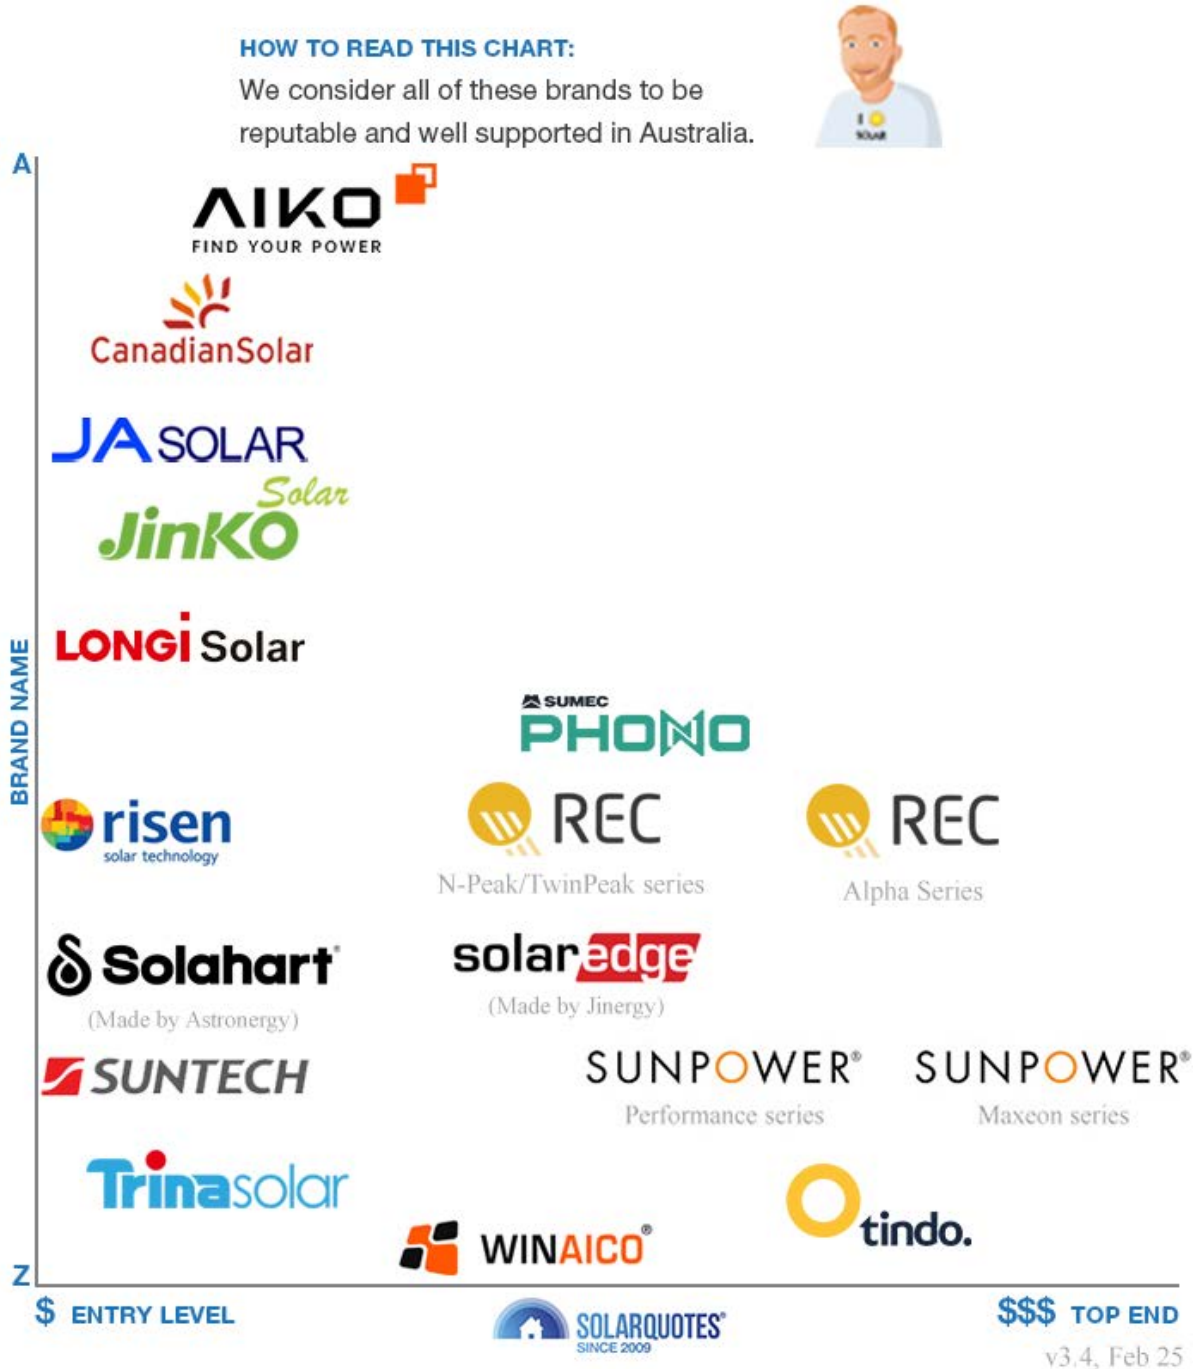 HOW TO READ THIS CHART:
We consider all of these brands to be
reputable and well supported in Australia.
I
SOLAR
A
AIKO
FIND YOUR POWER
CanadianSolar
JA SOLAR
Solar
JinKO
LONGi Solar
BRAND NAME
SUMEC
PHONO
risen
solar technology
REC
N-Peak/TwinPeak series
REC
Alpha Series
Solahart®
(Made by Astronergy)
solaredge
(Made by Jinergy)
SUNTECH
SUNPOWER®
Performance series
SUNPOWER®
Maxeon series
Trinasolar
tindo.
WINAICO®
Z
$ ENTRY LEVEL
SOLARQUOTES®
SINCE 2009
$$$ TOP END
v3.4, Feb 25